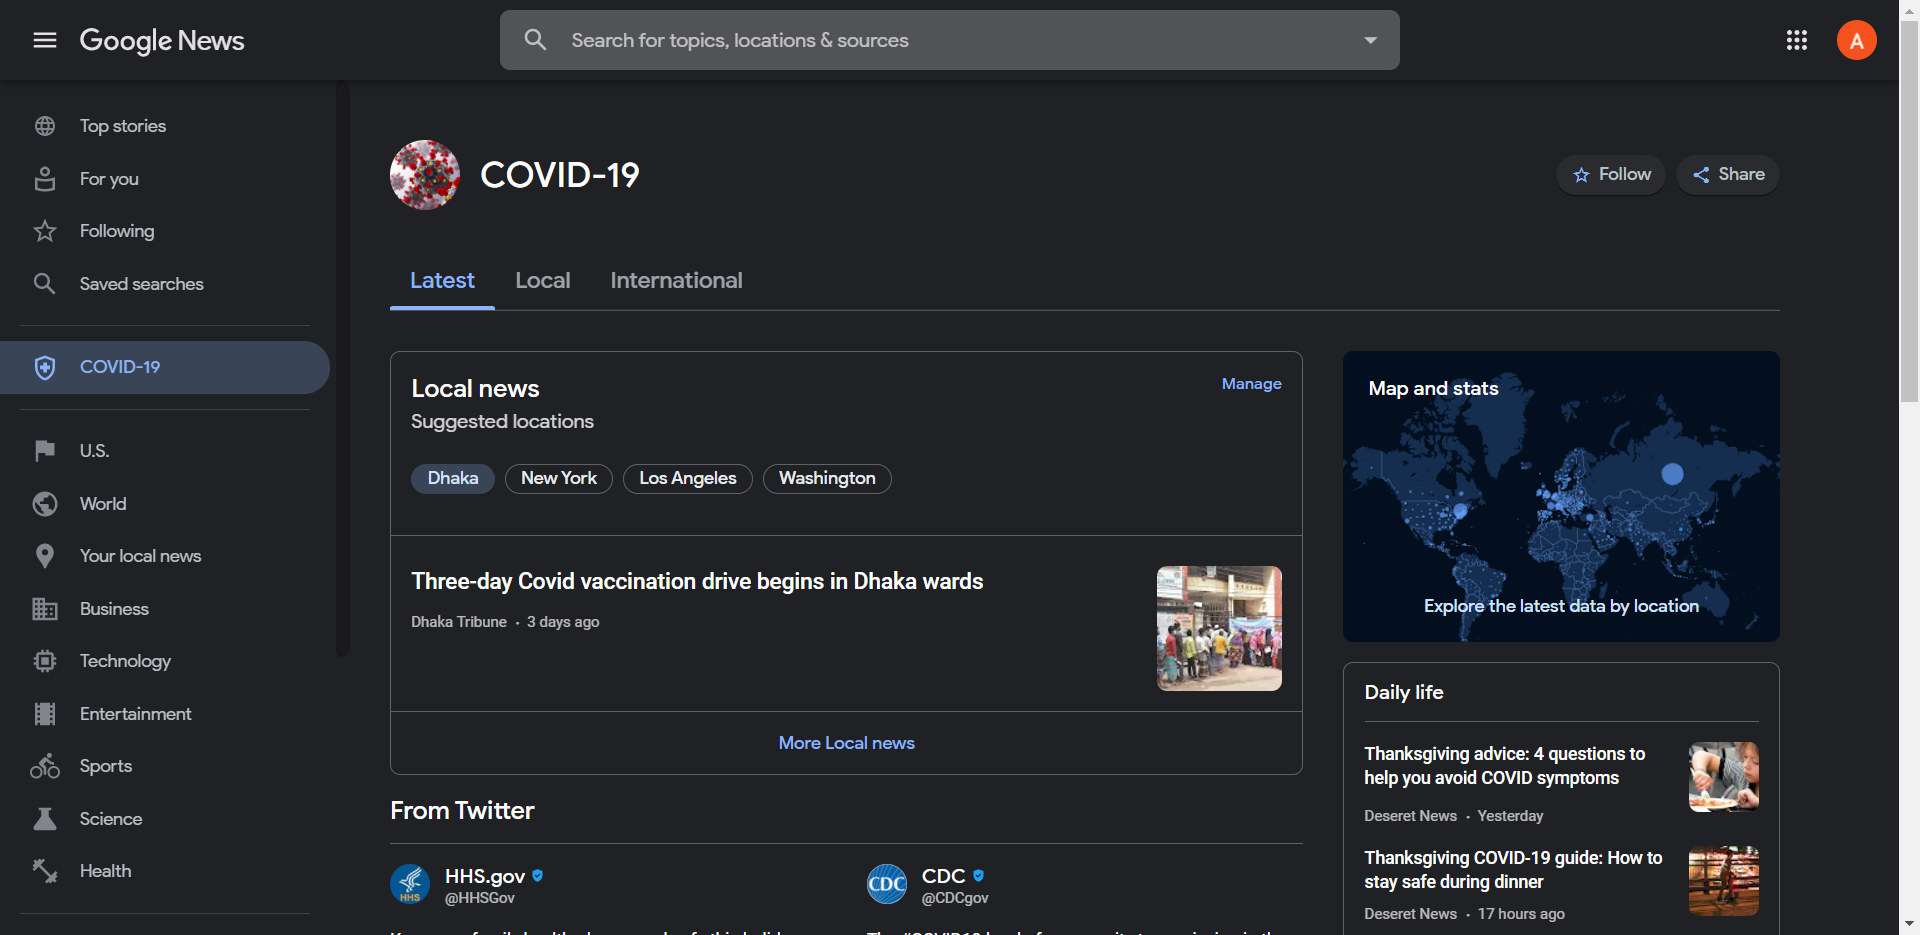 Google News
Search for topics, locations & sources
A
Top stories
For you
Following
Saved searches
COVID-19
U.S.
World
Your local news
Business
Technology
Entertainment
Sports
Science
Health
COVID-19
Follow
Share
Latest
Local
International
Local news
Manage
Suggested locations
Dhaka
New York
Los Angeles
Washington
Three-day Covid vaccination drive begins in Dhaka wards
Dhaka Tribune · 3 days ago
More Local news
From Twitter
HHS
HHS.gov
@HHSGov
CDC
CDC
@CDCgov
Map and stats
Explore the latest data by location
Daily life
Thanksgiving advice: 4 questions to
help you avoid COVID symptoms
Deseret News · Yesterday
Thanksgiving COVID-19 guide: How to
stay safe during dinner
Deseret News · 17 hours ago